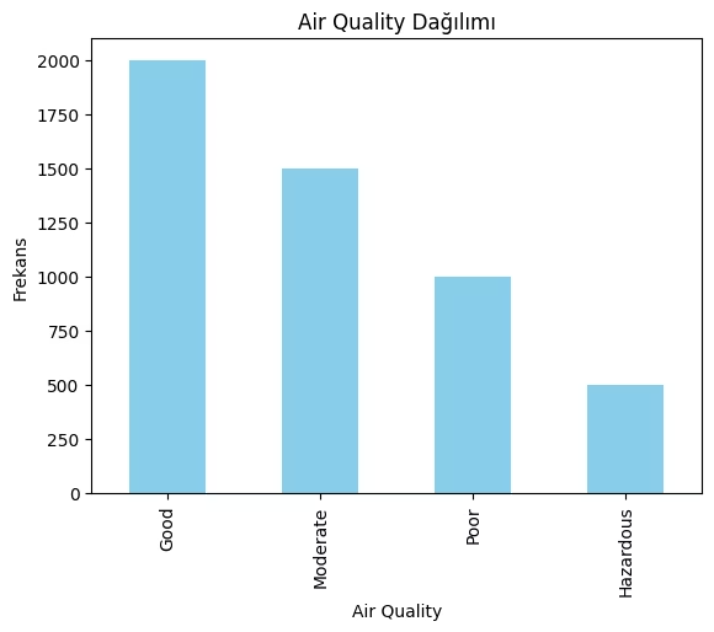 Air Quality Dağılımı
Frekans
2000
1750
1500
1250
1000
750
500
250
0
Good
Moderate
Poor
Hazardous
Air Quality